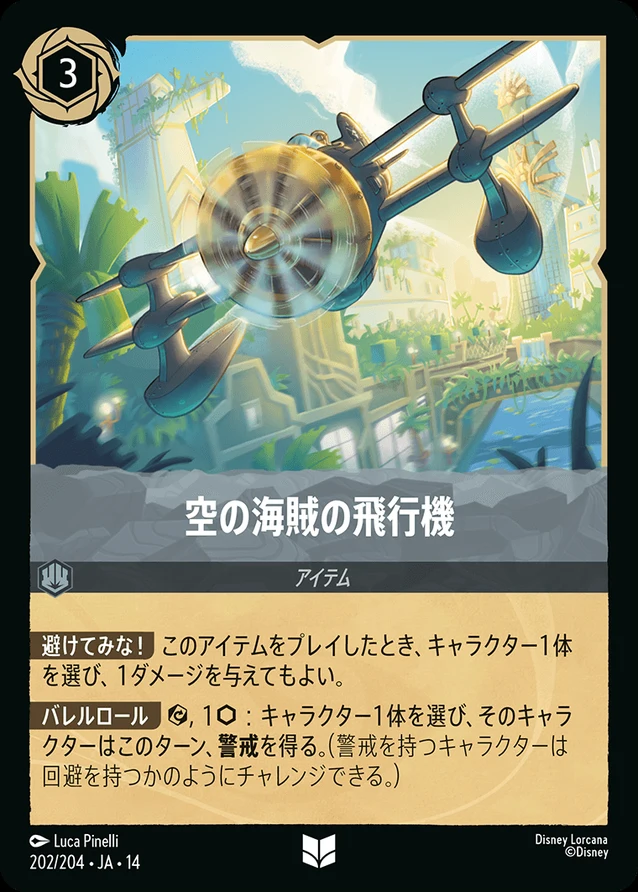 3
空の海賊の飛行機
アイテム
避けてみな! このアイテムをプレイしたとき、キャラクター1体
を選び、1ダメージを与えてもよい。
バレルロール , 1 : キャラクター1体を選び、そのキャラ
クターはこのターン、警戒を得る。(警戒を持つキャラクターは
回避を持つかのようにチャレンジできる。)
Luca Pinelli
Disney Lorcana
202/204・JA・14
©Disney